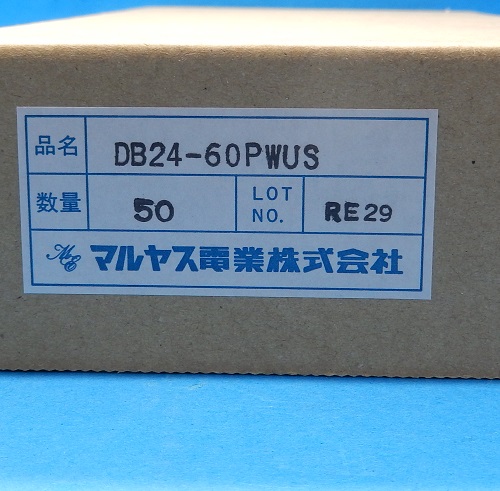 品名 DB24-60PWUS
数量 50 LOT NO. RE29
MC マルヤス電業株式会社